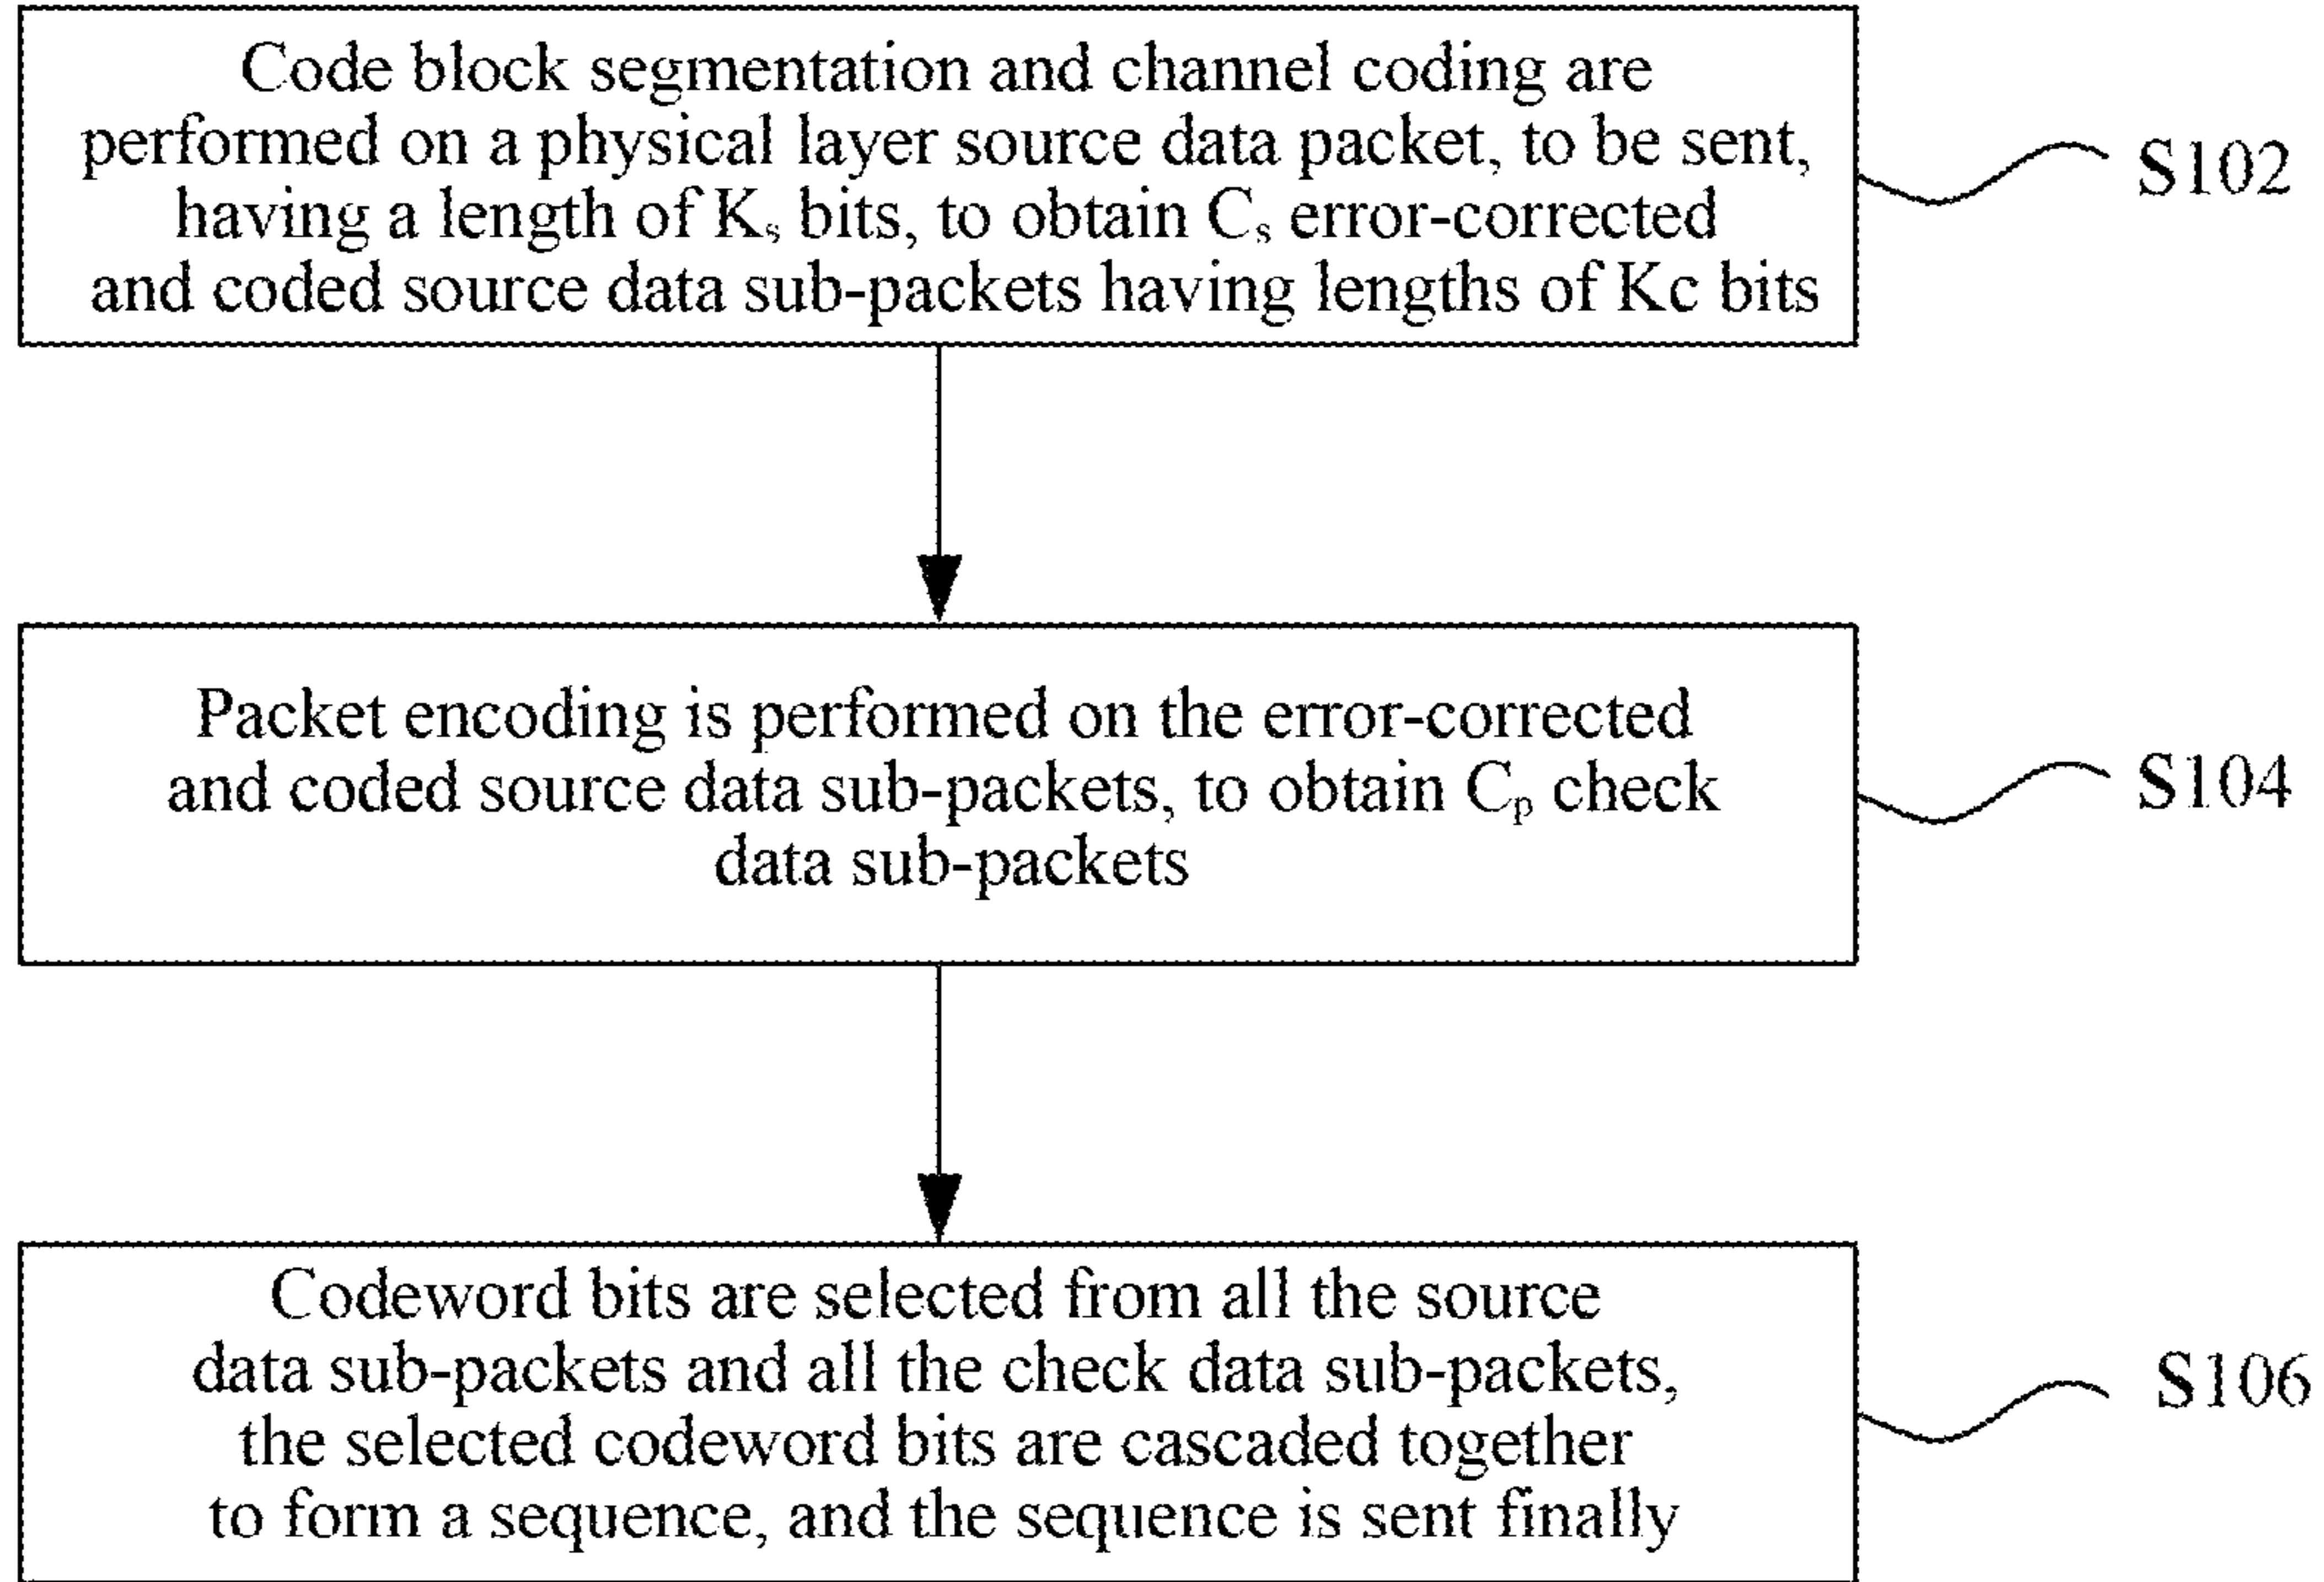 Code block segmentation and channel coding are
performed on a physical layer source data packet, to be sent,
having a length of Kₛ bits, to obtain Cₛ error-corrected
and coded source data sub-packets having lengths of Kc bits
S102
Packet encoding is performed on the error-corrected
and coded source data sub-packets, to obtain Cₚ check
data sub-packets
S104
Codeword bits are selected from all the source
data sub-packets and all the check data sub-packets,
the selected codeword bits are cascaded together
to form a sequence, and the sequence is sent finally
S106